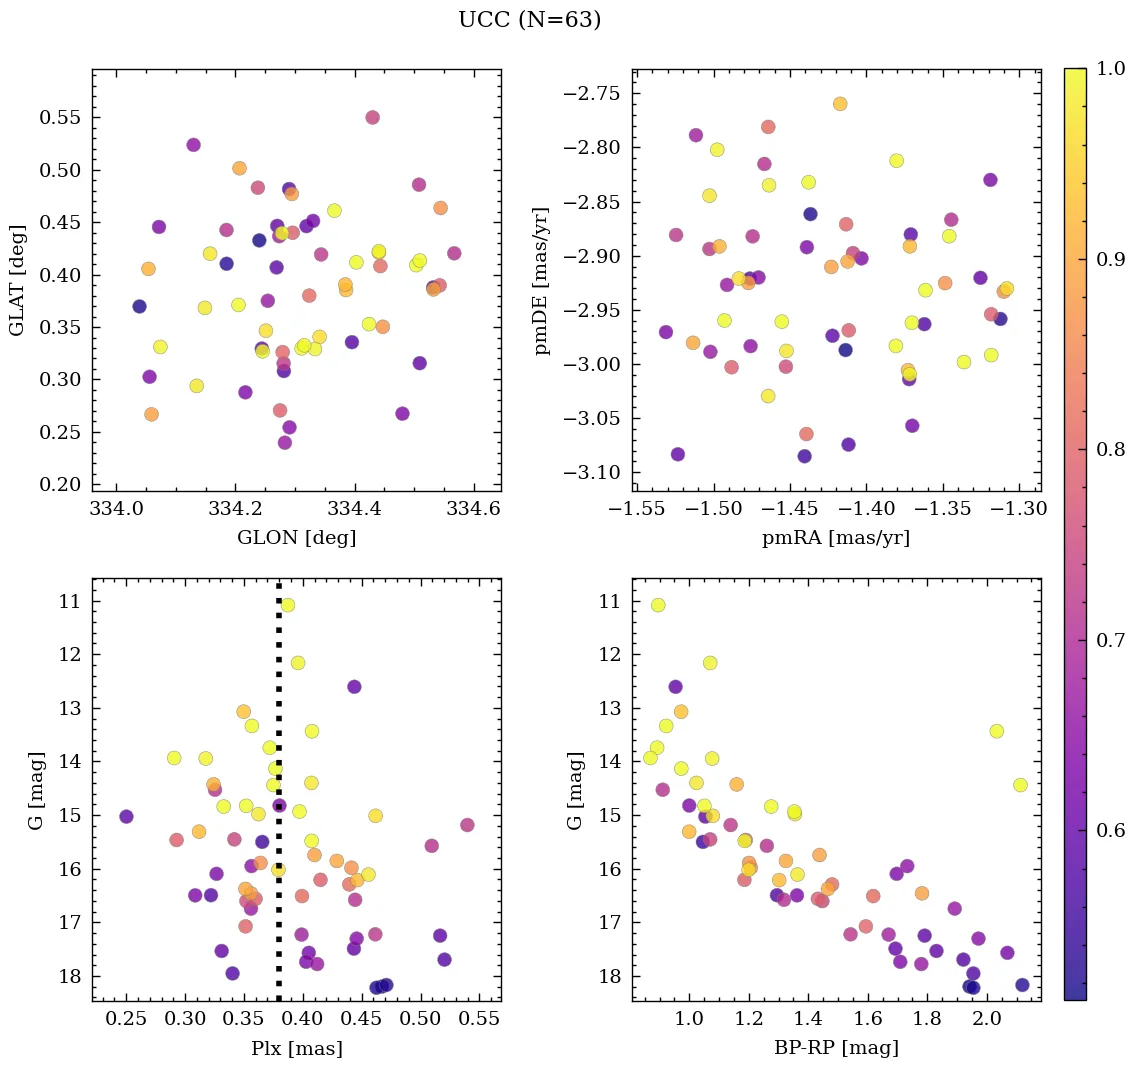 UCC (N=63)
0.55
0.50
0.45
0.40
0.35
0.30
0.25
0.20
GLAT [deg]
334.0 334.2 334.4 334.6
GLON [deg]
−2.75
−2.80
−2.85
−2.90
−2.95
−3.00
−3.05
−3.10
pmDE [mas/yr]
−1.55 −1.50 −1.45 −1.40 −1.35 −1.30
pmRA [mas/yr]
1.0
0.9
0.8
0.7
0.6
11
12
13
14
15
16
17
18
G [mag]
0.25 0.30 0.35 0.40 0.45 0.50 0.55
Plx [mas]
11
12
13
14
15
16
17
18
G [mag]
1.0 1.2 1.4 1.6 1.8 2.0
BP-RP [mag]